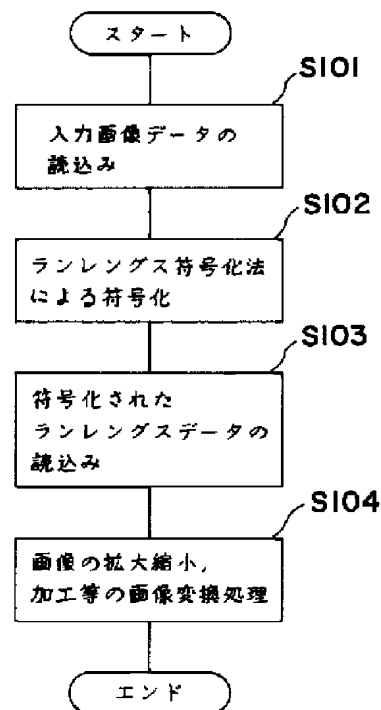 スタート
S101
入力画像データの
読込み
S102
ランレングス符号化法
による符号化
S103
符号化された
ランレングスデータの
読込み
S104
画像の拡大縮小,
加工等の画像変換処理
エンド